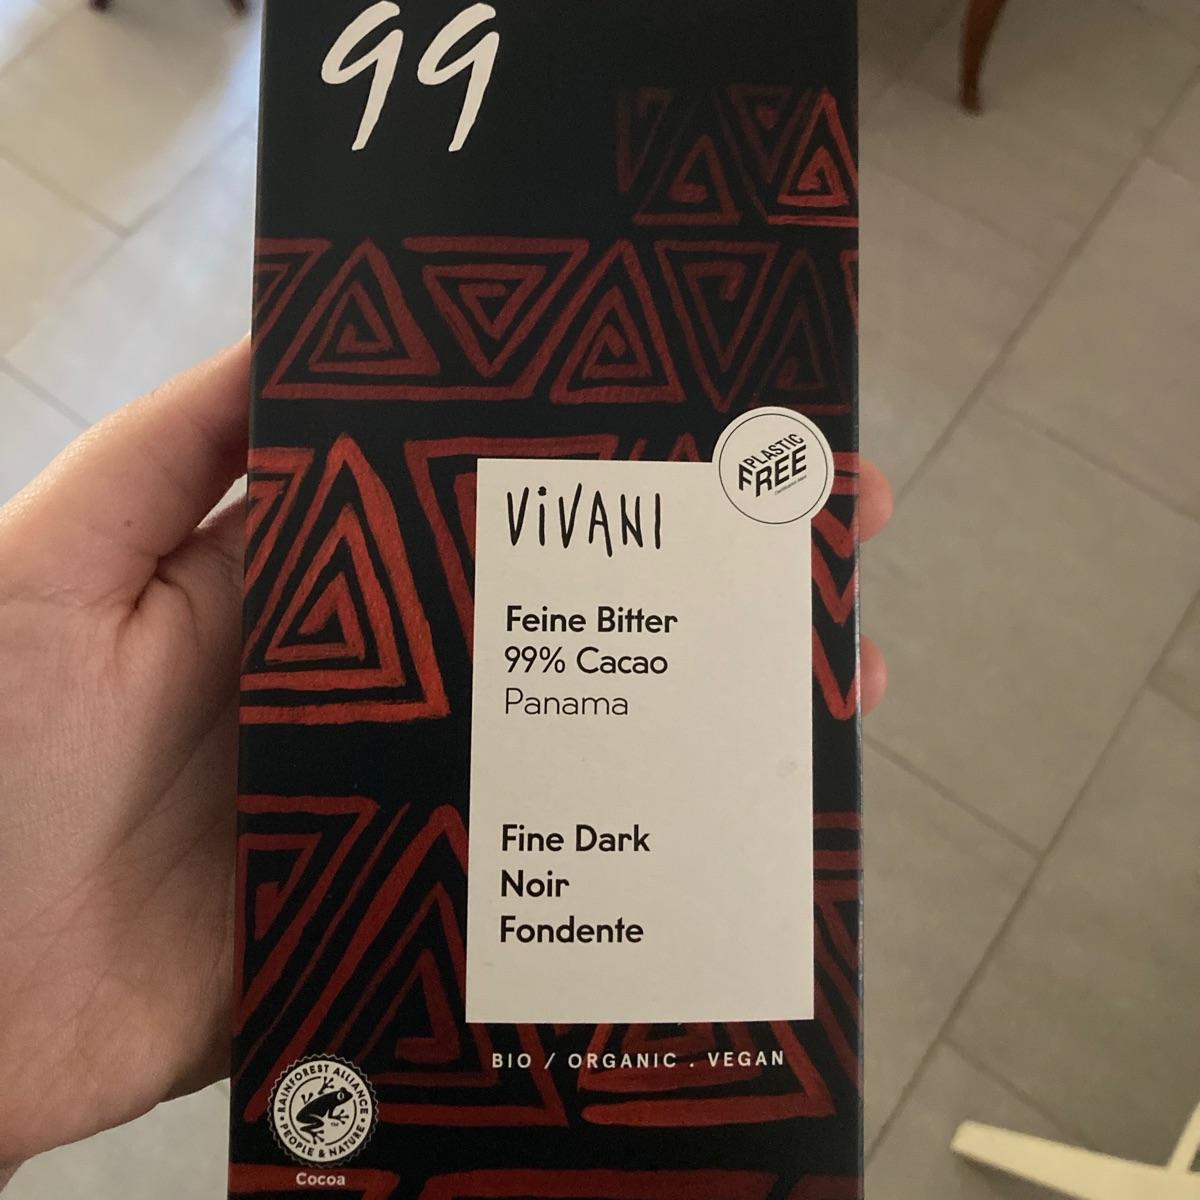 99
PLASTIC
FREE
ViVANI
Feine Bitter
99% Cacao
Panama
Fine Dark
Noir
Fondente
BIO / ORGANIC . VEGAN
RAINFOREST ALLIANCE
PEOPLE & NATURE
Cocoa